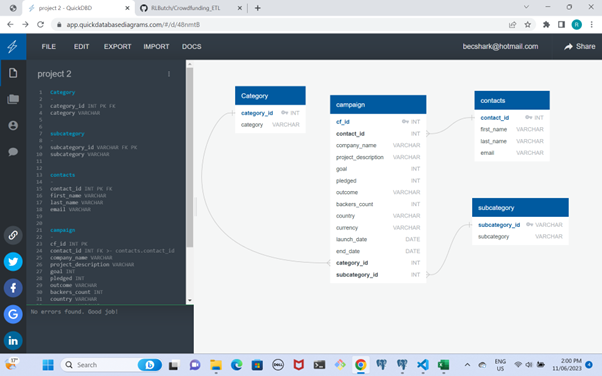 project 2 - QuickDBD
RLButch/Crowdfunding_ETL
app.quickdatabasediagrams.com/#/d/48nmtB
FILE EDIT EXPORT IMPORT DOCS
becshark@hotmail.com
Share
project 2
1 Category
2 -
3 category_id INT PK FK
4 category VARCHAR
5
6
7 subcategory
8 -
9 subcategory_id VARCHAR FK PK
10 subcategory VARCHAR
11
12
13 contacts
14 -
15 contact_id INT PK FK
16 first_name VARCHAR
17 last_name VARCHAR
18 email VARCHAR
19
20
21 campaign
22 -
23 cf_id INT PK
24 contact_id INT FK >- contacts.contact_id
25 company_name VARCHAR
26 project_description VARCHAR
27 goal INT
28 pledged INT
29 outcome VARCHAR
30 backers_count INT
31 country VARCHAR
No errors found. Good job!
Category
category_id INT
category VARCHAR
campaign
cf_id INT
contact_id INT
company_name VARCHAR
project_description VARCHAR
goal INT
pledged INT
outcome VARCHAR
backers_count INT
country VARCHAR
currency VARCHAR
launch_date DATE
end_date DATE
category_id INT
subcategory_id INT
contacts
contact_id INT
first_name VARCHAR
last_name VARCHAR
email VARCHAR
subcategory
subcategory_id VARCHAR
subcategory VARCHAR
17°
Search
DELL
ENG
US
2:00 PM
11/06/2023